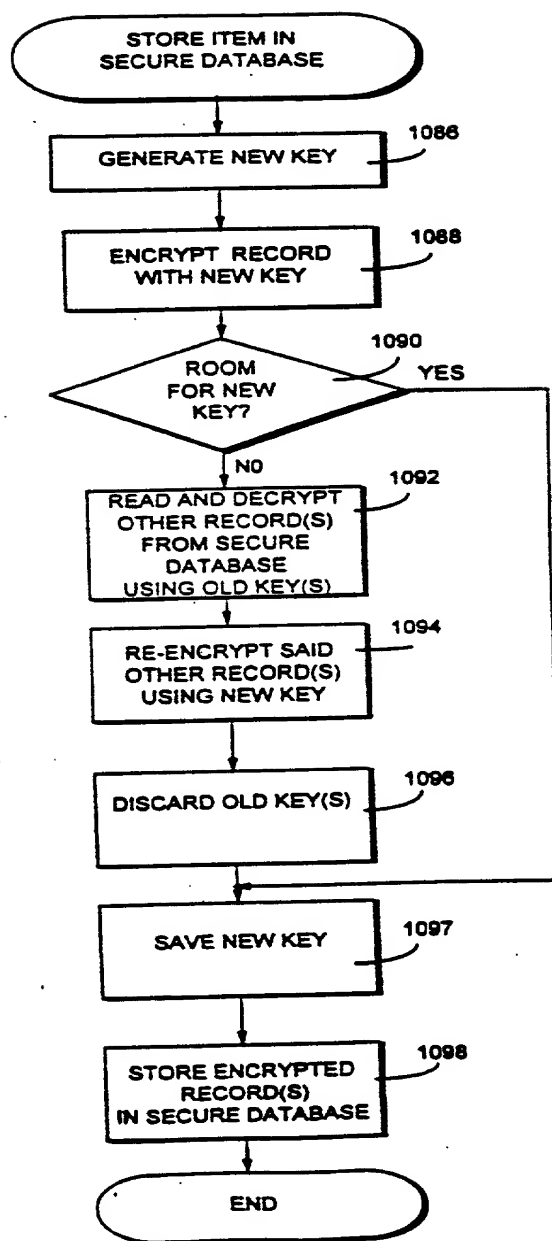 STORE ITEM IN
SECURE DATABASE
1086
GENERATE NEW KEY
1088
ENCRYPT RECORD
WITH NEW KEY
1090
ROOM
FOR NEW
KEY?
YES
NO
1092
READ AND DECRYPT
OTHER RECORD(S)
FROM SECURE
DATABASE
USING OLD KEY(S)
1094
RE-ENCRYPT SAID
OTHER RECORD(S)
USING NEW KEY
1096
DISCARD OLD KEY(S)
SAVE NEW KEY
1097
1098
STORE ENCRYPTED
RECORD(S)
IN SECURE DATABASE
END